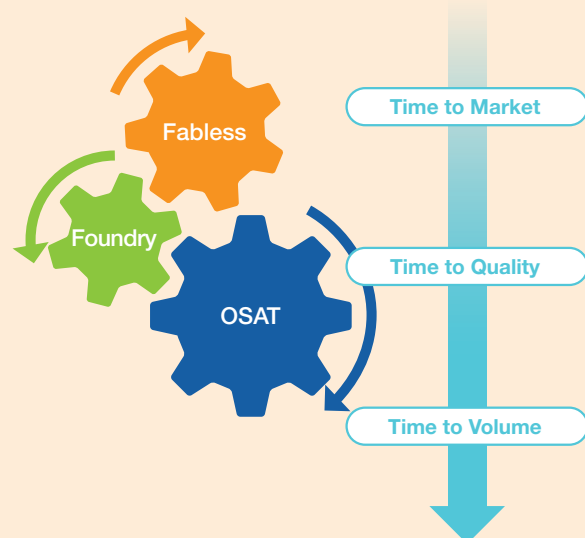 Fabless
Foundry
OSAT
Time to Market
Time to Quality
Time to Volume